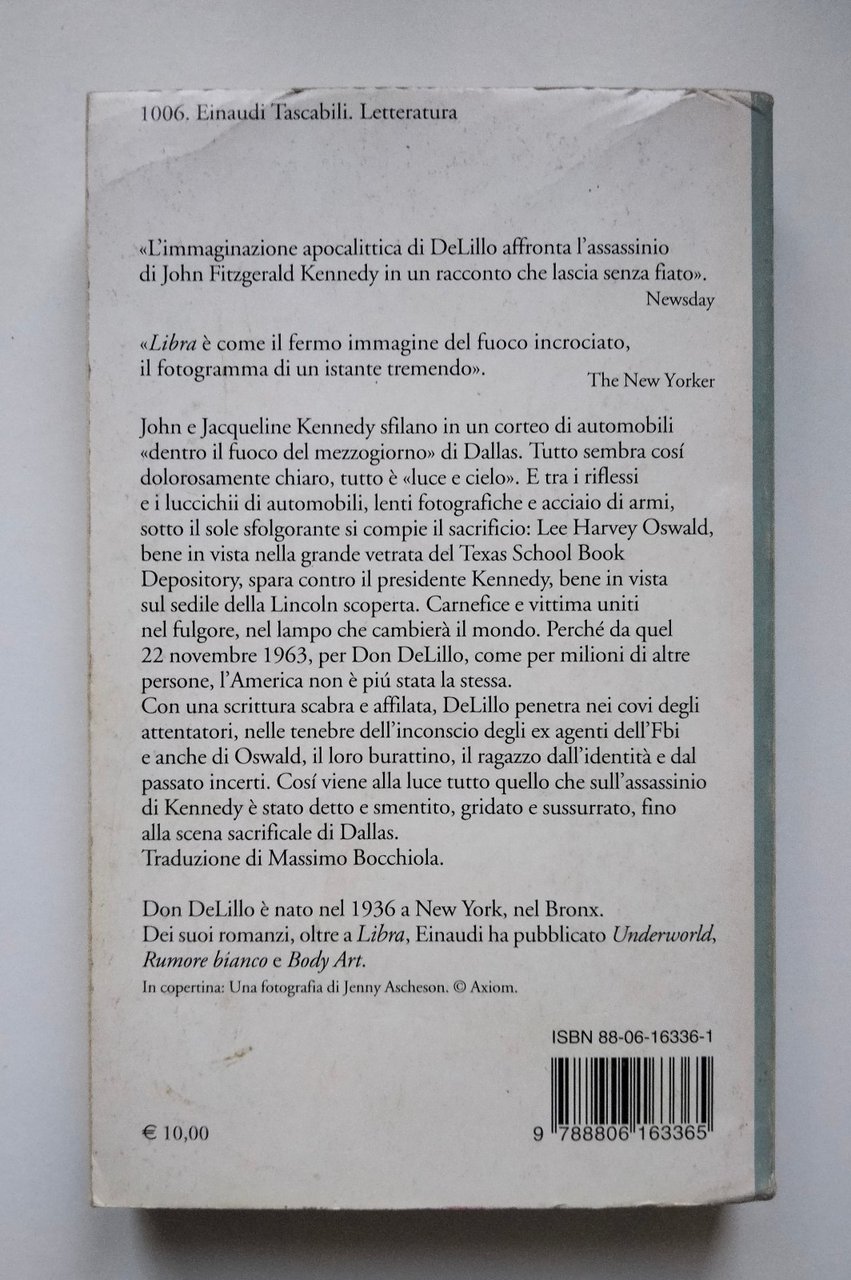 1006. Einaudi Tascabili. Letteratura
«L'immaginazione apocalittica di DeLillo affronta l'assassinio
di John Fitzgerald Kennedy in un racconto che lascia senza fiato».
Newsday
«Libra è come il fermo immagine del fuoco incrociato,
il fotogramma di un istante tremendo».
The New Yorker
John e Jacqueline Kennedy sfilano in un corteo di automobili
«dentro il fuoco del mezzogiorno» di Dallas. Tutto sembra cosí
dolorosamente chiaro, tutto è «luce e cielo». E tra i riflessi
e i luccichii di automobili, lenti fotografiche e acciaio di armi,
sotto il sole sfolgorante si compie il sacrificio: Lee Harvey Oswald,
bene in vista nella grande vetrata del Texas School Book
Depository, spara contro il presidente Kennedy, bene in vista
sul sedile della Lincoln scoperta. Carnefice e vittima uniti
nel fulgore, nel lampo che cambierà il mondo. Perché da quel
22 novembre 1963, per Don DeLillo, come per milioni di altre
persone, l'America non è piú stata la stessa.
Con una scrittura scabra e affilata, DeLillo penetra nei covi degli
attentatori, nelle tenebre dell'inconscio degli ex agenti dell'Fbi
e anche di Oswald, il loro burattino, il ragazzo dall'identità e dal
passato incerti. Cosí viene alla luce tutto quello che sull'assassinio
di Kennedy è stato detto e smentito, gridato e sussurrato, fino
alla scena sacrificale di Dallas.
Traduzione di Massimo Bocchiola.
Don DeLillo è nato nel 1936 a New York, nel Bronx.
Dei suoi romanzi, oltre a Libra, Einaudi ha pubblicato Underworld,
Rumore bianco e Body Art.
In copertina: Una fotografia di Jenny Ascheson. © Axiom.
ISBN 88-06-16336-1
€ 10,00
9 788806 163365